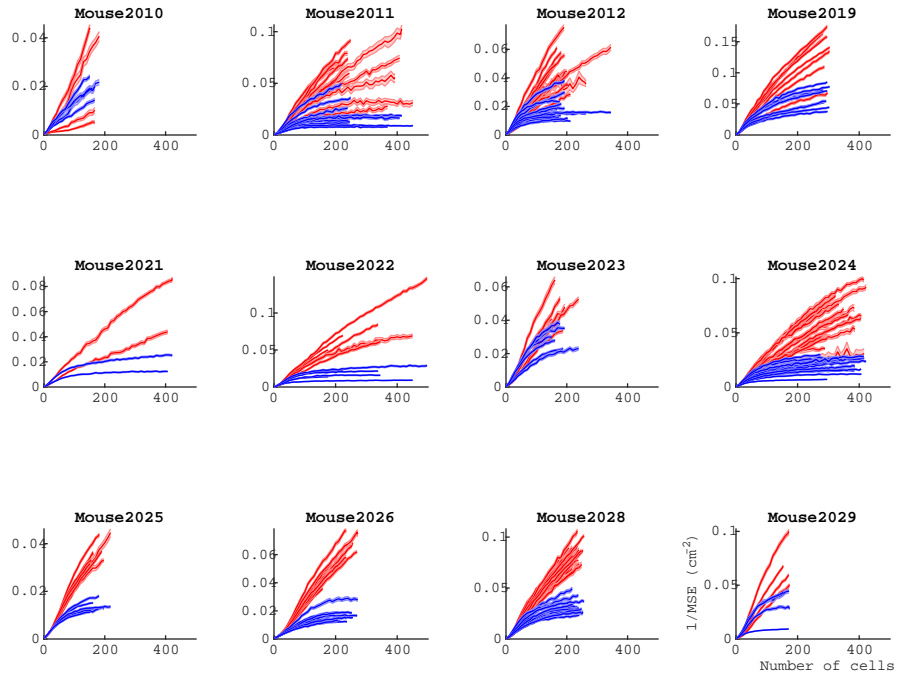 Mouse2010 Mouse2011 Mouse2012 Mouse2019
0.04 0.1 0.06 0.15
0.02 0.05 0.04 0.1
0.02 0.05
0 0 0 0
0 200 400 0 200 400 0 200 400 0 200 400
Mouse2021 Mouse2022 Mouse2023 Mouse2024
0.08 0.1 0.06 0.1
0.06 0.04 0.05
0.04 0.05 0.02
0.02
0 0 0 0
0 200 400 0 200 400 0 200 400 0 200 400
Mouse2025 Mouse2026 Mouse2028 Mouse2029
0.04 0.06 0.1 0.1
0.02 0.04 0.05 0.05
0.02
0 0 0 0
0 200 400 0 200 400 0 200 400 0 200 400
1/MSE (cm⁻²)
Number of cells